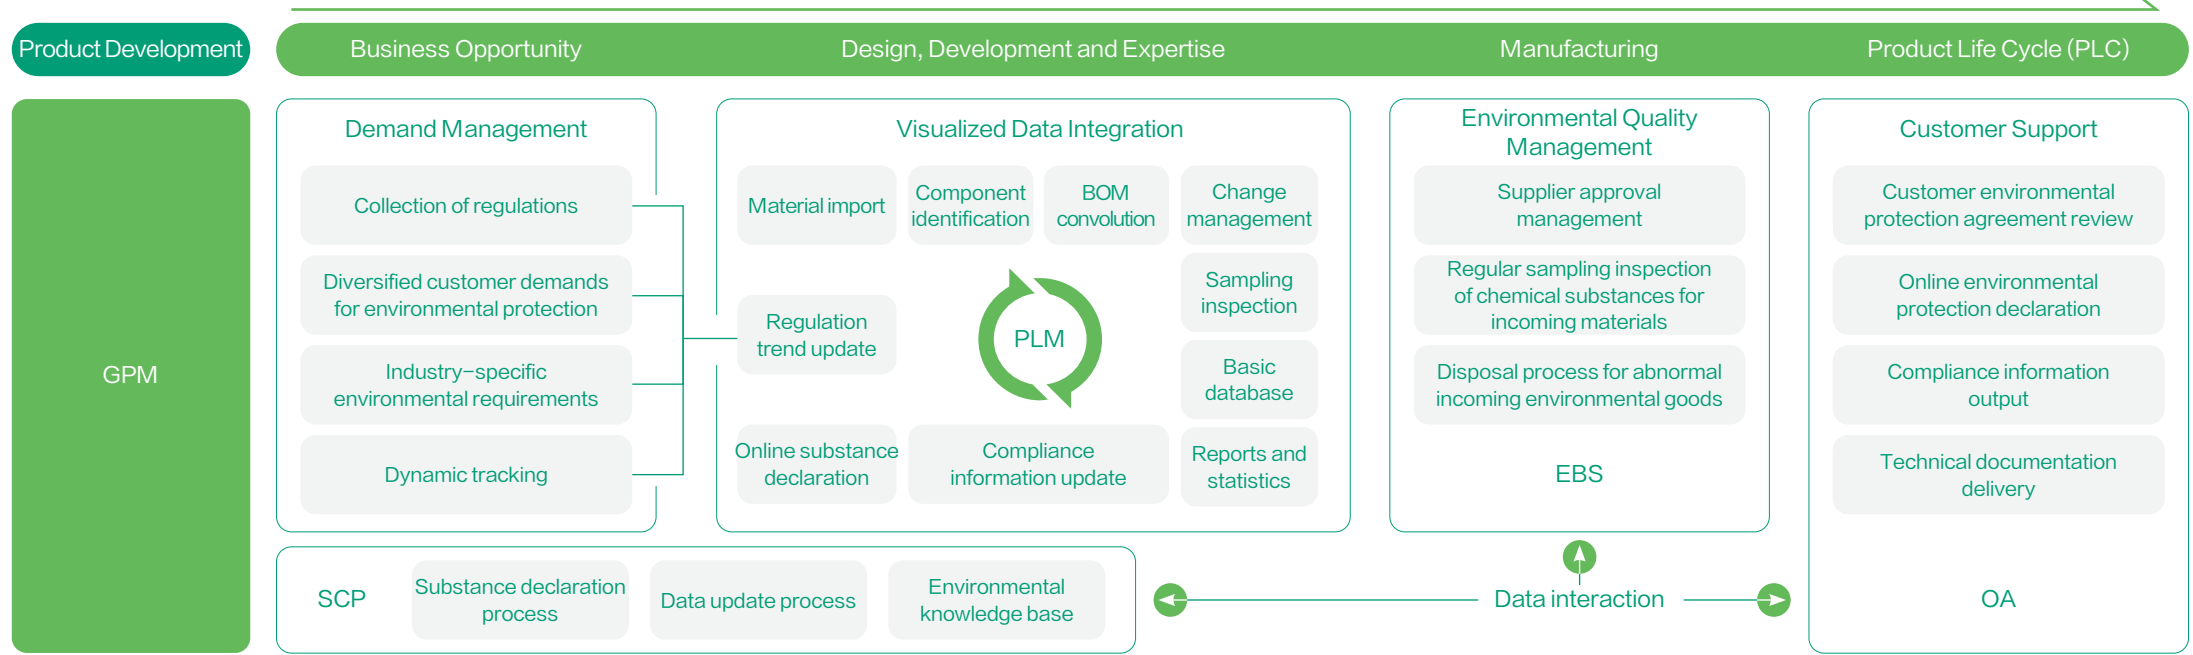 Product Development
Business Opportunity
Design, Development and Expertise
Manufacturing
Product Life Cycle (PLC)
GPM
Demand Management
Collection of regulations
Diversified customer demands
for environmental protection
Industry-specific
environmental requirements
Dynamic tracking
Visualized Data Integration
Material import
Component
identification
BOM
convolution
Change
management
Regulation
trend update
PLM
Sampling
inspection
Basic
database
Online substance
declaration
Compliance
information update
Reports and
statistics
Environmental Quality
Management
Supplier approval
management
Regular sampling inspection
of chemical substances for
incoming materials
Disposal process for abnormal
incoming environmental goods
EBS
Customer Support
Customer environmental
protection agreement review
Online environmental
protection declaration
Compliance information
output
Technical documentation
delivery
OA
SCP
Substance declaration
process
Data update process
Environmental
knowledge base
Data interaction